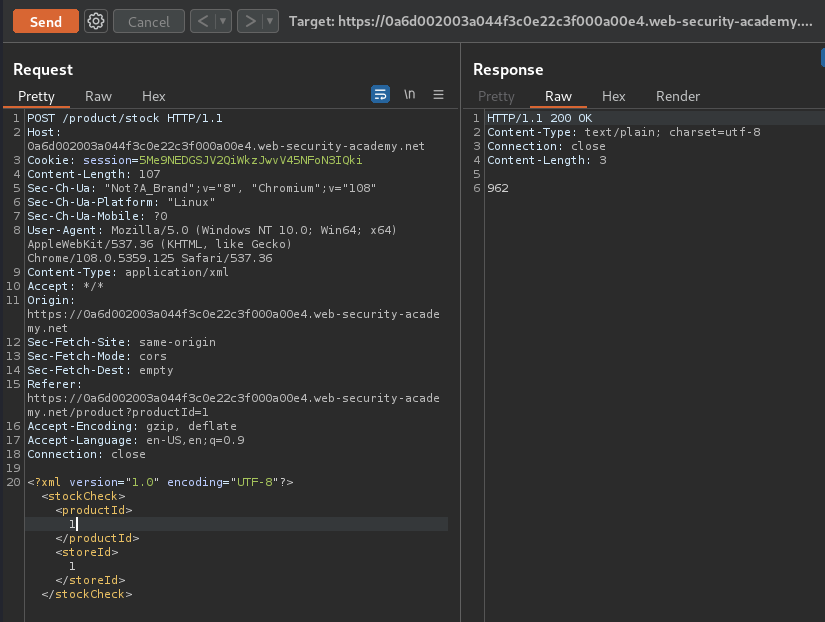 Send Cancel < > Target: https://0a6d002003a044f3c0e22c3f000a00e4.web-security-academy....
Request
Pretty Raw Hex \n
1 POST /product/stock HTTP/1.1
2 Host:
0a6d002003a044f3c0e22c3f000a00e4.web-security-academy.net
3 Cookie: session=5Me9NEDGSJV2QiWkzJwvV45NFoN3IQki
4 Content-Length: 107
5 Sec-Ch-Ua: "Not?A_Brand";v="8", "Chromium";v="108"
6 Sec-Ch-Ua-Platform: "Linux"
7 Sec-Ch-Ua-Mobile: ?0
8 User-Agent: Mozilla/5.0 (Windows NT 10.0; Win64; x64)
AppleWebKit/537.36 (KHTML, like Gecko)
Chrome/108.0.5359.125 Safari/537.36
9 Content-Type: application/xml
10 Accept: */*
11 Origin:
https://0a6d002003a044f3c0e22c3f000a00e4.web-security-acade
my.net
12 Sec-Fetch-Site: same-origin
13 Sec-Fetch-Mode: cors
14 Sec-Fetch-Dest: empty
15 Referer:
https://0a6d002003a044f3c0e22c3f000a00e4.web-security-acade
my.net/product?productId=1
16 Accept-Encoding: gzip, deflate
17 Accept-Language: en-US,en;q=0.9
18 Connection: close
19
20 <?xml version="1.0" encoding="UTF-8"?>
<stockCheck>
<productId>
1
</productId>
<storeId>
1
</storeId>
</stockCheck>
Response
Pretty Raw Hex Render
1 HTTP/1.1 200 OK
2 Content-Type: text/plain; charset=utf-8
3 Connection: close
4 Content-Length: 3
5
6 962